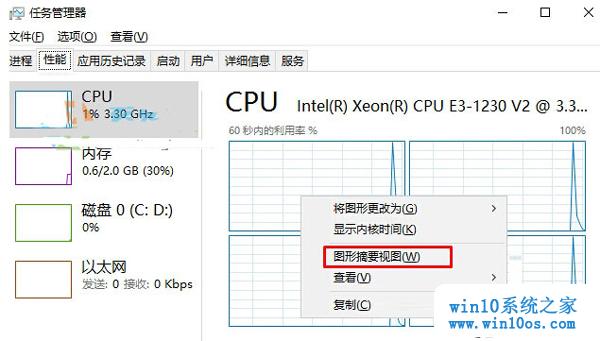 任务管理器
文件(F) 选项(O) 查看(V)
进程 性能 应用历史记录 启动 用户 详细信息 服务
CPU
1% 3.30 GHz
内存
0.6/2.0 GB (30%)
磁盘 0 (C: D:)
0%
以太网
发送: 0 接收: 0 Kbps
CPU Intel(R) Xeon(R) CPU E3-1230 V2 @ 3.3...
60 秒内的利用率 % 100%
将图形更改为(G)
显示内核时间(K)
图形摘要视图(W)
查看(V)
复制(C)
win10系统之家
www.win10os.com